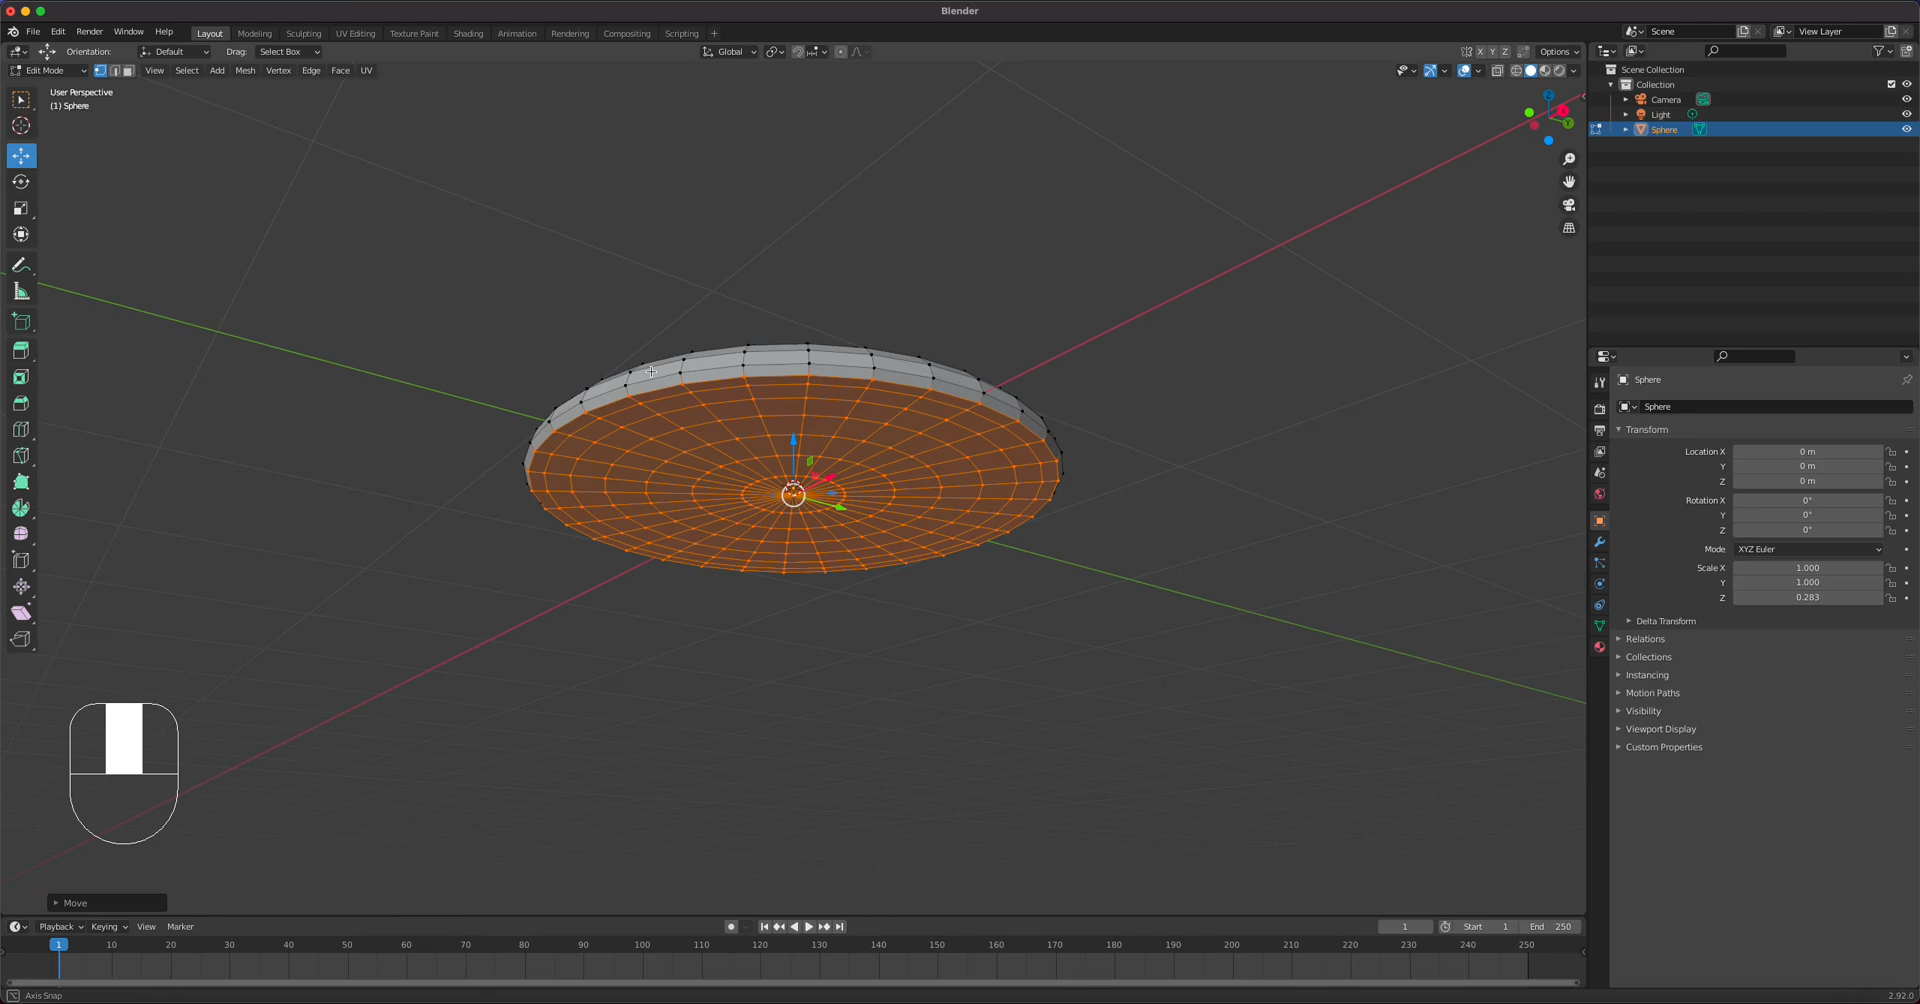 Blender
File Edit Render Window Help
Layout Modeling Sculpting UV Editing Texture Paint Shading Animation Rendering Compositing Scripting +
Scene
View Layer
Orientation: Default Drag: Select Box
Global
X Y Z Options
Edit Mode View Select Add Mesh Vertex Edge Face UV
User Perspective
(1) Sphere
Z
X
Y
Scene Collection
Collection
Camera
Light
Sphere
Sphere
Sphere
Transform
Location X 0 m
Y 0 m
Z 0 m
Rotation X 0°
Y 0°
Z 0°
Mode XYZ Euler
Scale X 1.000
Y 1.000
Z 0.283
Delta Transform
Relations
Collections
Instancing
Motion Paths
Visibility
Viewport Display
Custom Properties
Move
Playback Keying View Marker
1 Start 1 End 250
1 10 20 30 40 50 60 70 80 90 100 110 120 130 140 150 160 170 180 190 200 210 220 230 240 250
Axis Snap
2.92.0